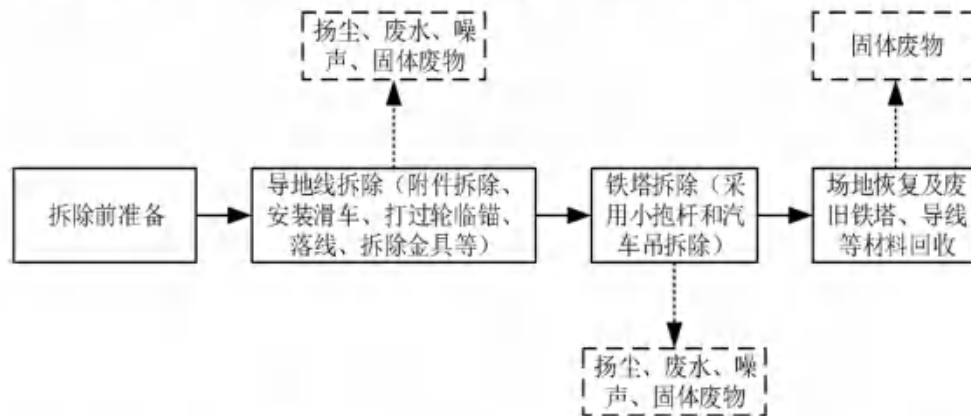 扬尘、废水、噪
声、固体废物
固体废物
拆除前准备
导地线拆除（附件拆除、
安装滑车、打过轮临锚、
落线、拆除金具等）
铁塔拆除（采
用小抱杆和汽
车吊拆除）
场地恢复及废
旧铁塔、导线
等材料回收
扬尘、废水、噪
声、固体废物